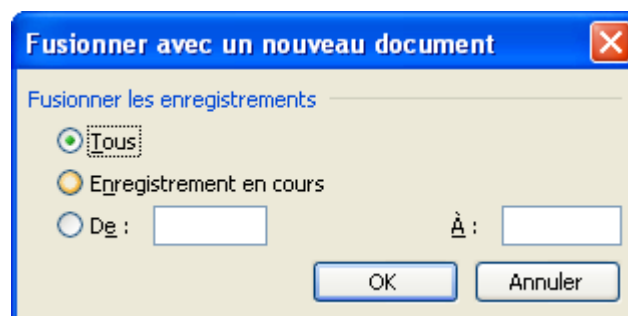 Fusionner avec un nouveau document
Fusionner les enregistrements
Tous
Enregistrement en cours
De : À :
OK Annuler